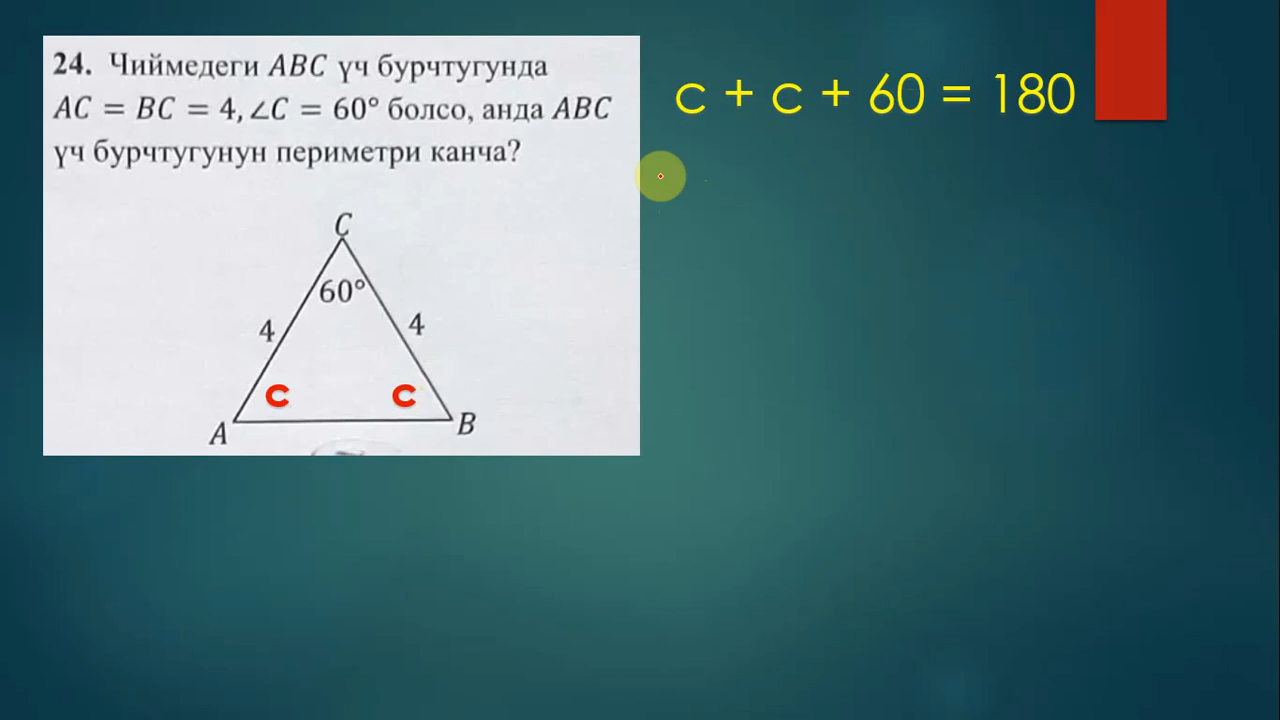 24. Чиймедеги ABC үч бурчтугунда
AC = BC = 4, ∠C = 60° болсо, анда ABC
үч бурчтугунун периметри канча?
c + c + 60 = 180
C
60°
4
4
c
c
A
B